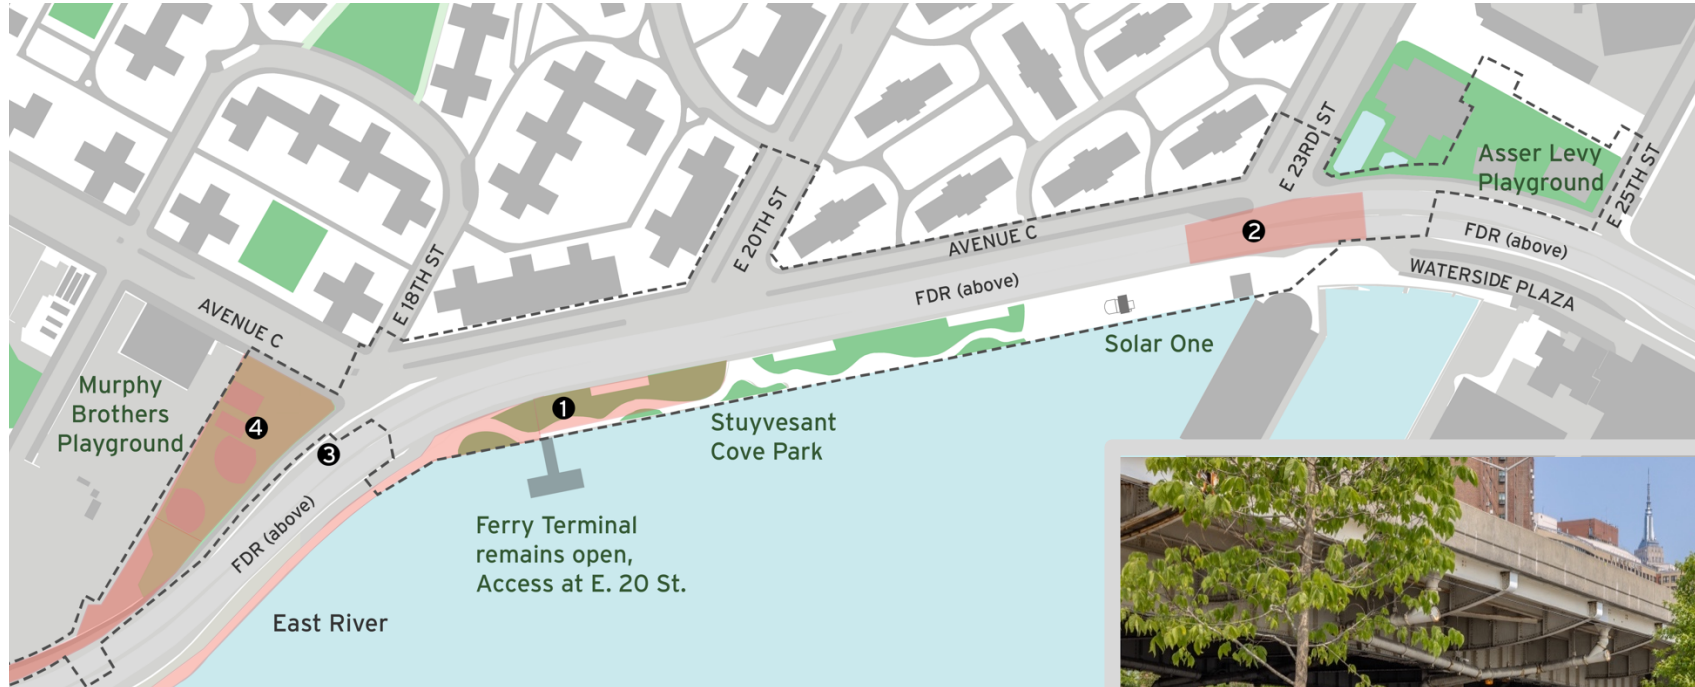 E 23RD ST
Asser Levy
Playground
E 25TH ST
E 20TH ST
AVENUE C
2
FDR (above)
WATERSIDE PLAZA
E 18TH ST
FDR (above)
AVENUE C
Solar One
Murphy
Brothers
Playground
4
1
3
Stuyvesant
Cove Park
FDR (above)
Ferry Terminal
remains open,
Access at E. 20 St.
East River